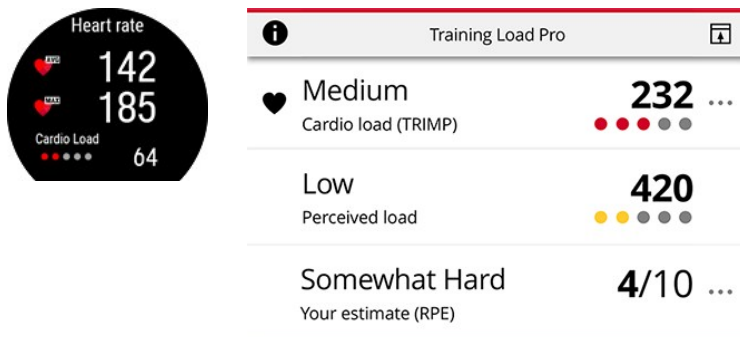 Heart rate
AVG 142
MAX 185
Cardio Load
64
Training Load Pro
Medium 232
Cardio load (TRIMP)
Low 420
Perceived load
Somewhat Hard 4/10
Your estimate (RPE)